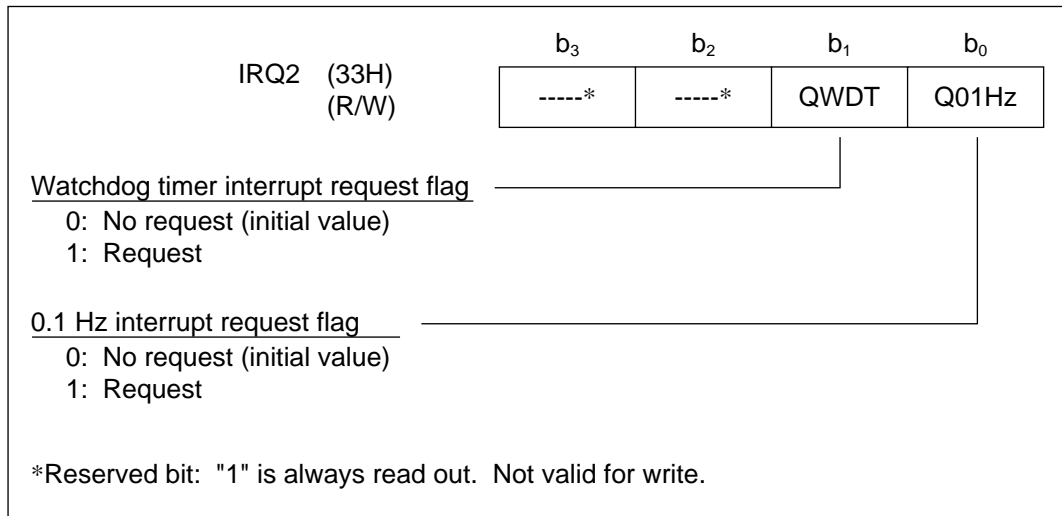 b3 b2 b1 b0
IRQ2 (33H) -----* -----* QWDT Q01Hz
(R/W)
Watchdog timer interrupt request flag
0: No request (initial value)
1: Request
0.1 Hz interrupt request flag
0: No request (initial value)
1: Request
*Reserved bit: "1" is always read out. Not valid for write.